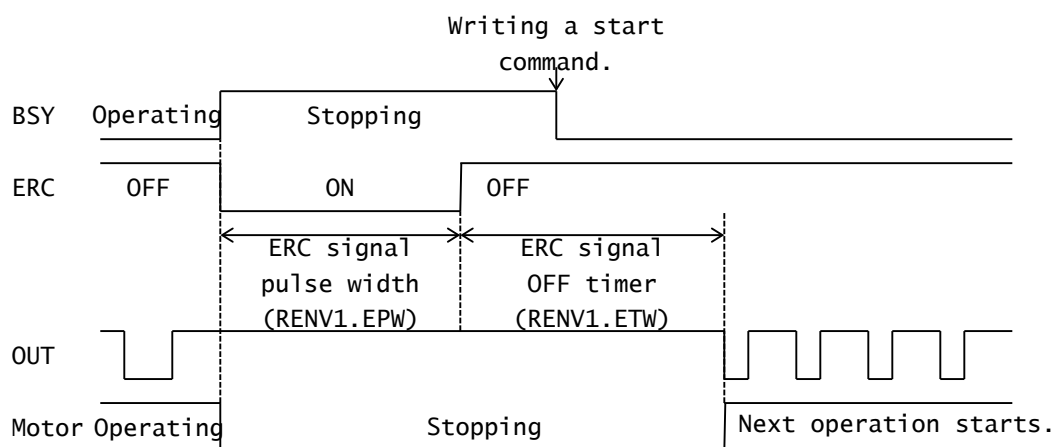 Writing a start
command.
BSY Operating Stopping
ERC OFF ON OFF
ERC signal
pulse width
(RENV1.EPW)
ERC signal
OFF timer
(RENV1.ETW)
OUT
Motor Operating Stopping Next operation starts.